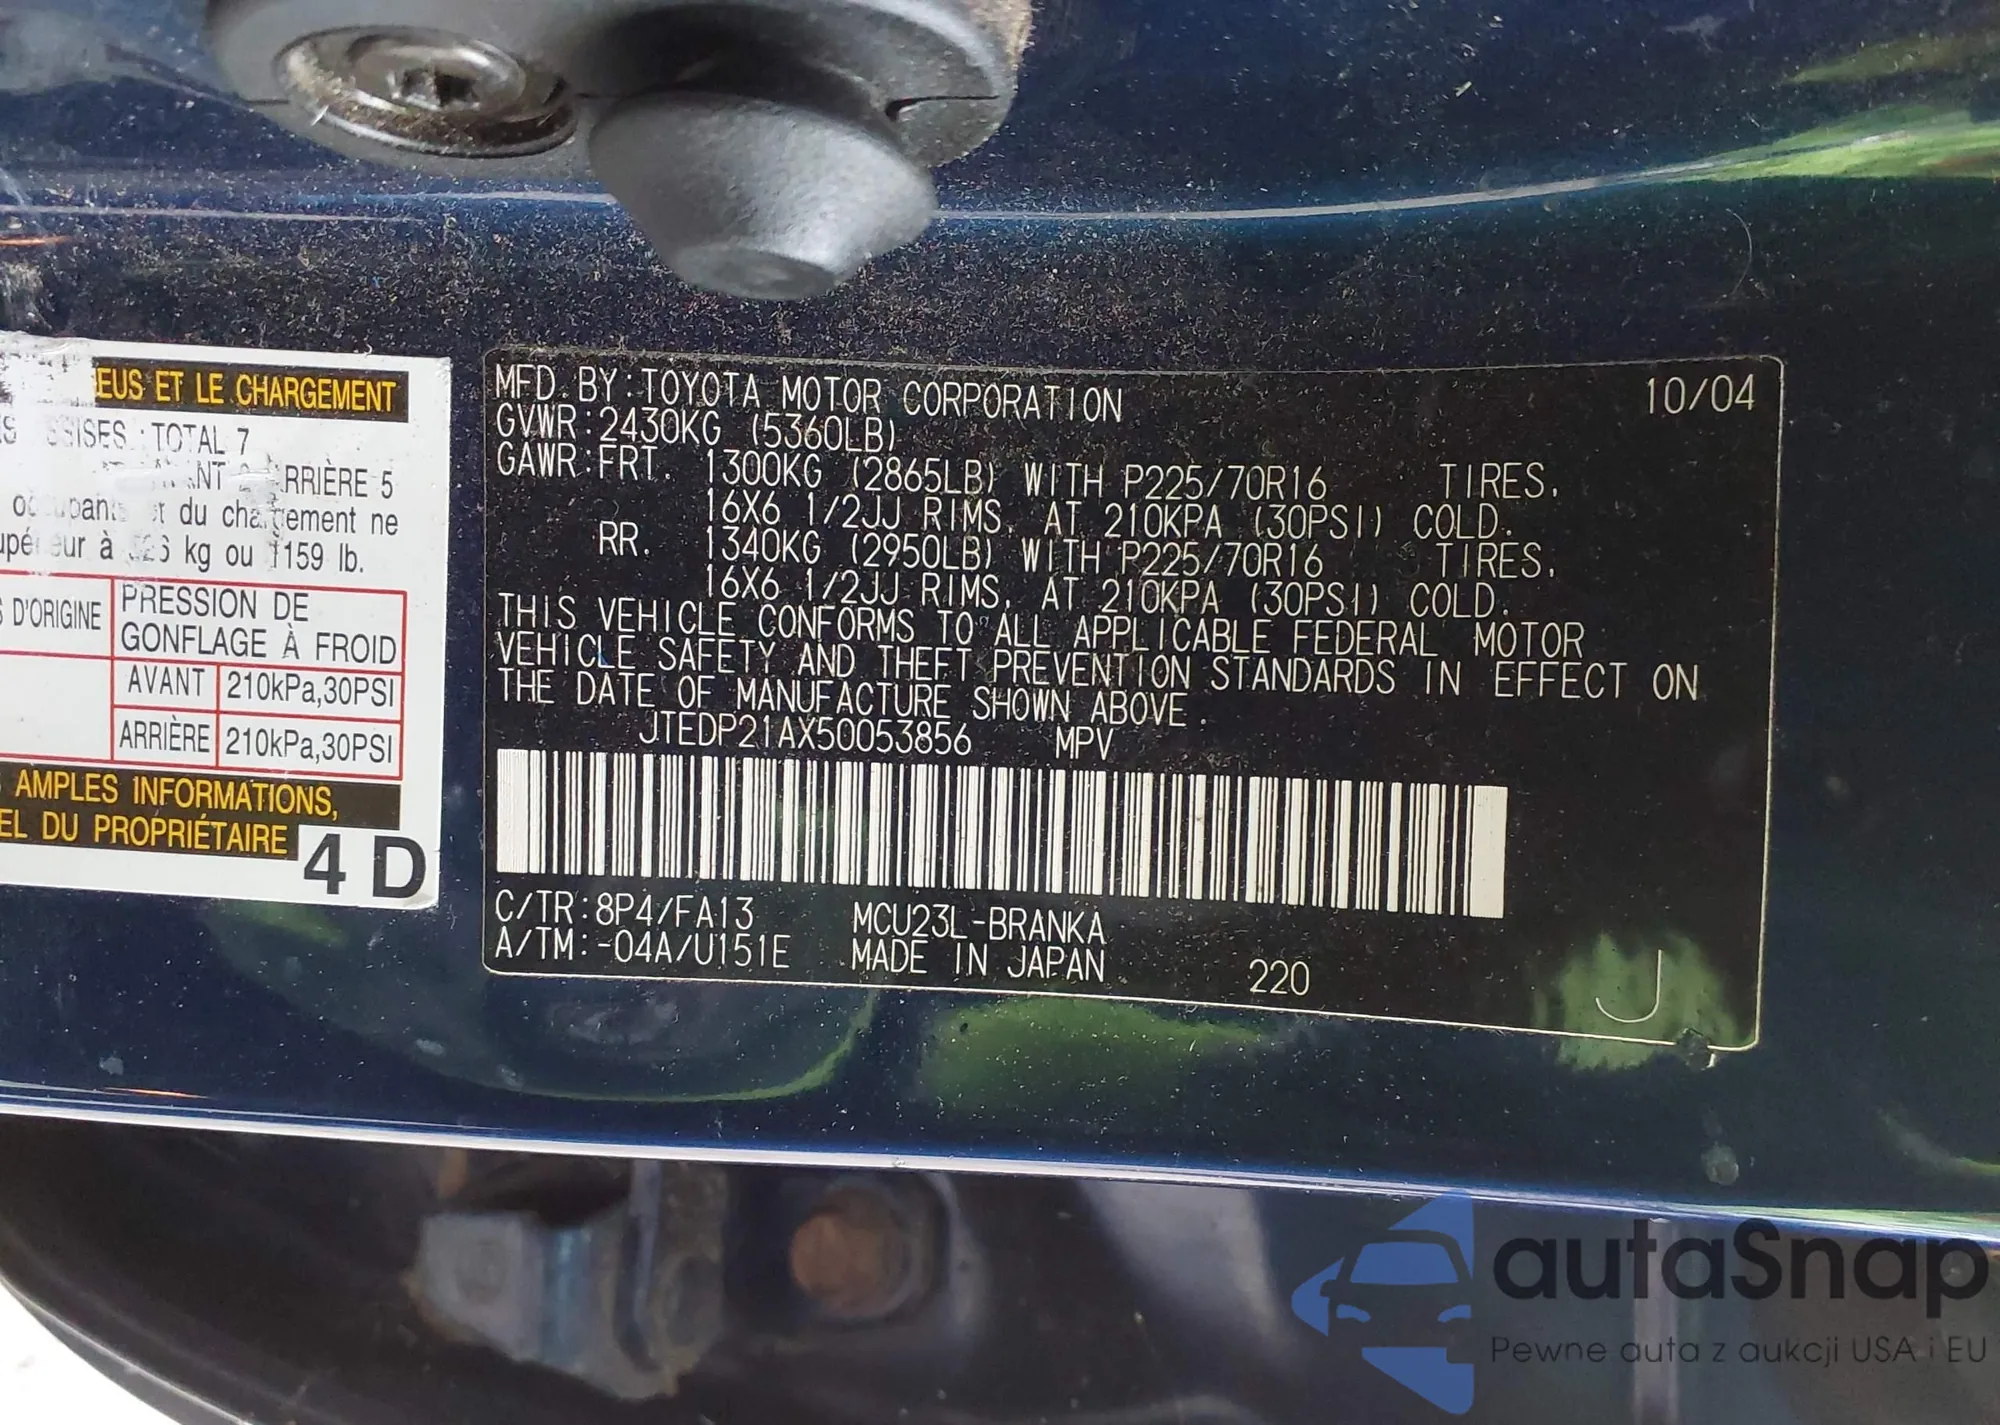 EUS ET LE CHARGEMENT
SISES : TOTAL 7
RRIÈRE 5
du chargement ne
à 526 kg ou 1159 lb.
D'ORIGINE
PRESSION DE
GONFLAGE À FROID
AVANT 210kPa,30PSI
ARRIÈRE 210kPa,30PSI
AMPLES INFORMATIONS,
EL DU PROPRIÉTAIRE
4 D
MFD. BY: TOYOTA MOTOR CORPORATION 10/04
GVWR: 2430KG (5360LB)
GAWR: FRT. 1300KG (2865LB) WITH P225/70R16 TIRES,
16X6 1/2JJ RIMS, AT 210KPA (30PSI) COLD.
RR. 1340KG (2950LB) WITH P225/70R16 TIRES,
16X6 1/2JJ RIMS, AT 210KPA (30PSI) COLD.
THIS VEHICLE CONFORMS TO ALL APPLICABLE FEDERAL MOTOR
VEHICLE SAFETY AND THEFT PREVENTION STANDARDS IN EFFECT ON
THE DATE OF MANUFACTURE SHOWN ABOVE.
JTEDP21AX50053856 MPV
C/TR: 8P4/FA13 MCU23L-BRANKA
A/TM: -04A/U151E MADE IN JAPAN 220 J
autaSnap
Pewne auta z aukcji USA i EU